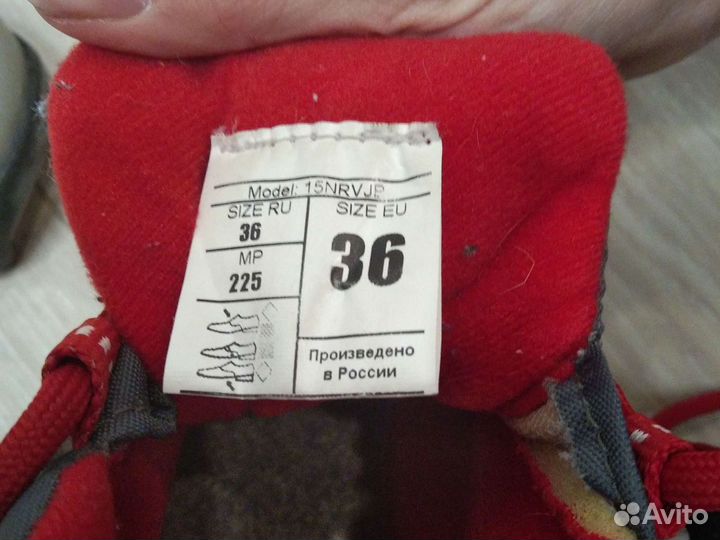 Model: 15NRVJP
SIZE RU
36
MP
225
SIZE EU
36
Произведено
в России
Avito